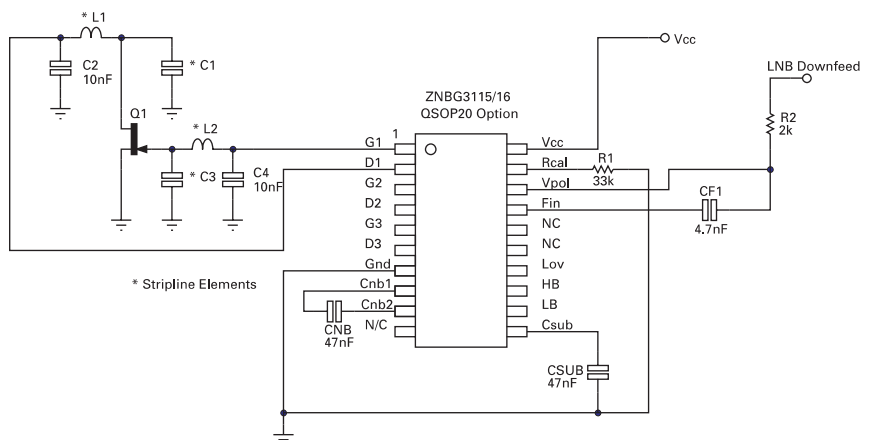 * L1
C2
10nF
* C1
Q1
* L2
* C3
C4
10nF
* Stripline Elements
ZNBG3115/16
QSOP20 Option
1
G1
D1
G2
D2
G3
D3
Gnd
Cnb1
Cnb2
N/C
CNB
47nF
Vcc
Rcal
Vpol
Fin
NC
NC
Lov
HB
LB
Csub
R1
33k
Vcc
LNB Downfeed
R2
2k
CF1
4.7nF
CSUB
47nF